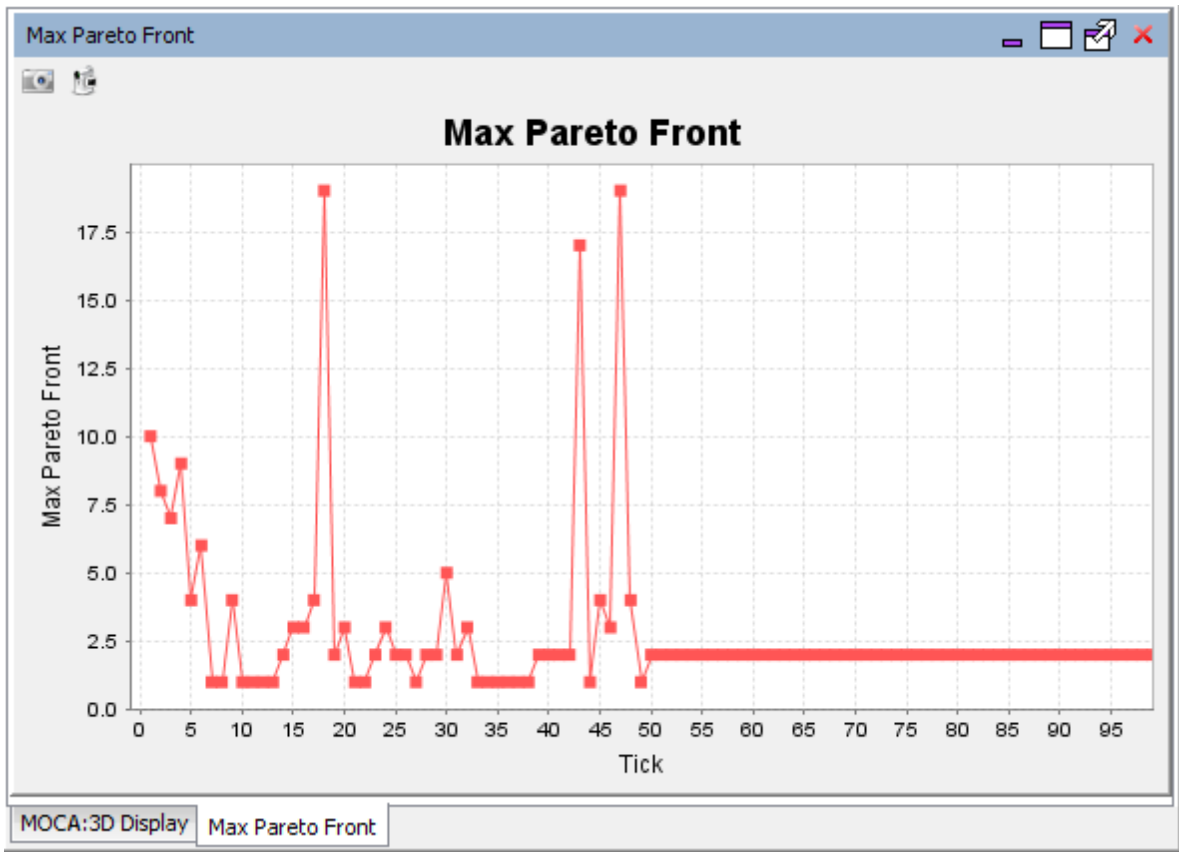 Max Pareto Front
Max Pareto Front
17.5
15.0
12.5
10.0
7.5
5.0
2.5
0.0
Max Pareto Front
0 5 10 15 20 25 30 35 40 45 50 55 60 65 70 75 80 85 90 95
Tick
MOCA:3D Display Max Pareto Front